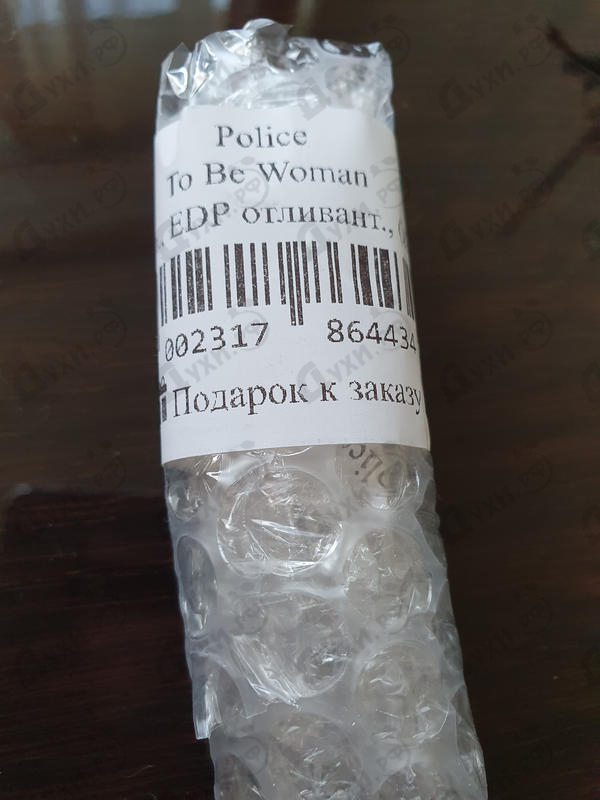 Police
To Be Woman
., EDP отливант., (
002317 864434
Подарок к заказу